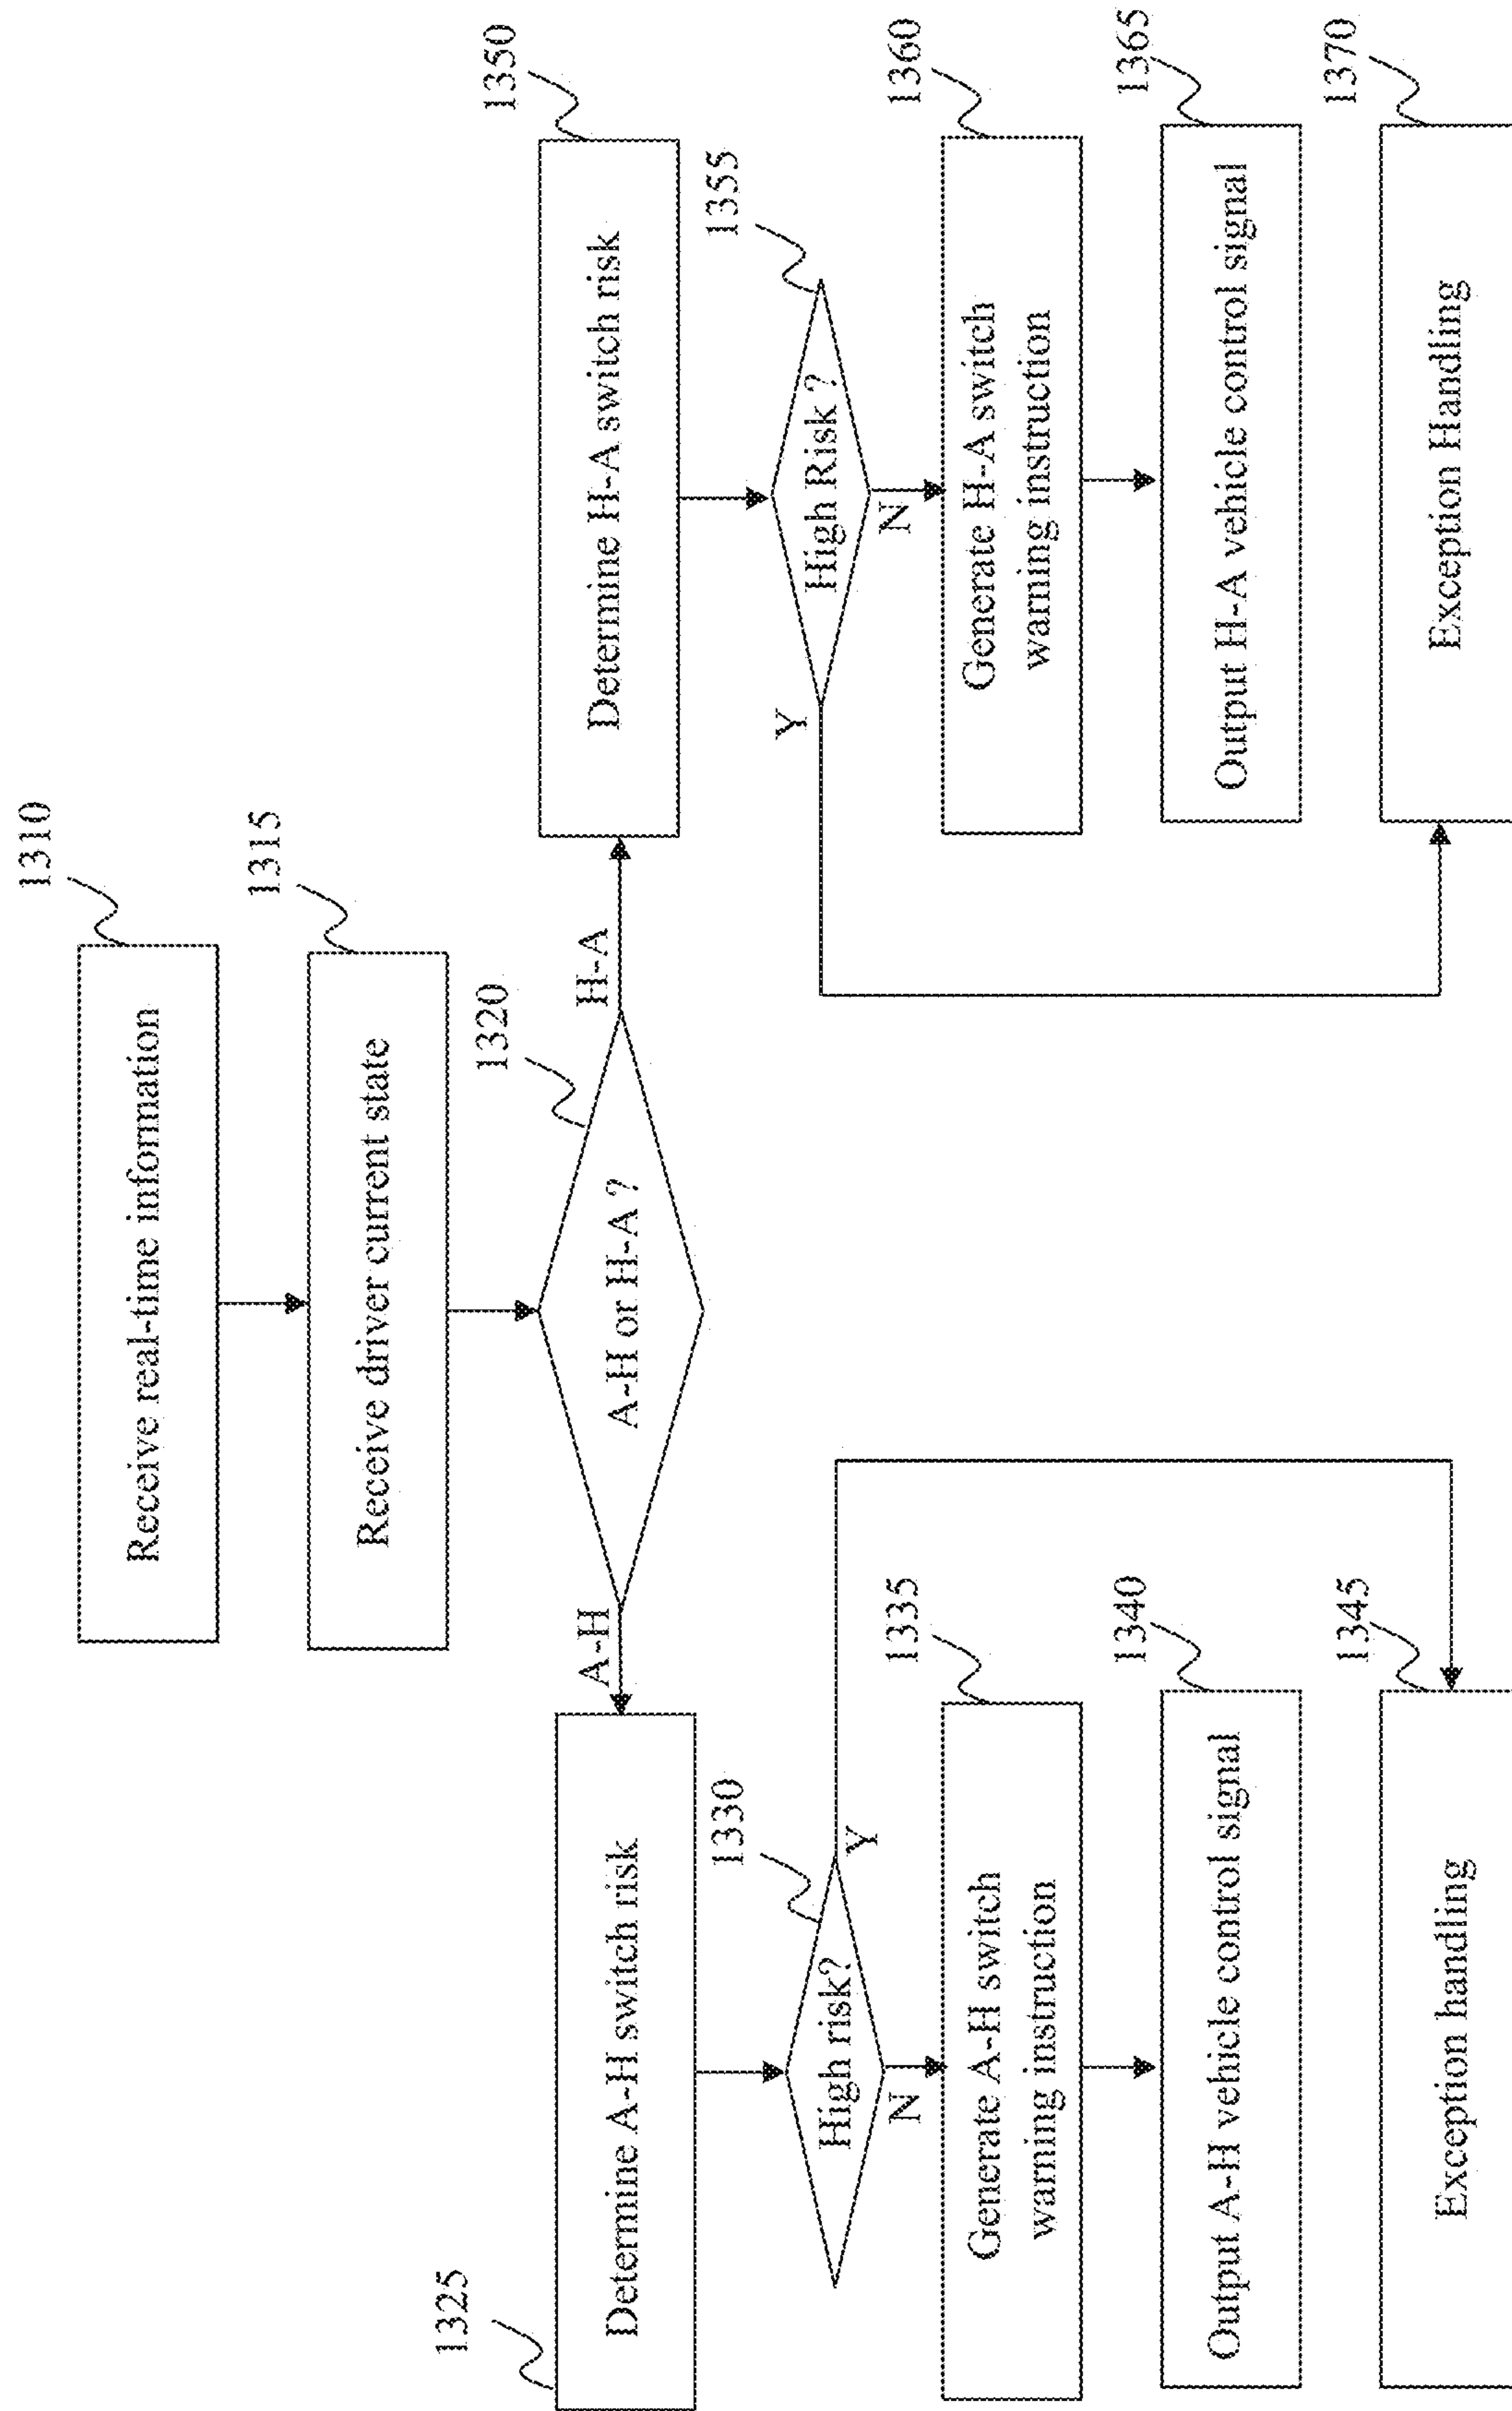 1310
Receive real-time information
1315
Receive driver current state
1320
A-H or H-A ?
A-H
H-A
1325
Determine A-H switch risk
1330
High risk?
Y
N
1335
Generate A-H switch
warning instruction
1340
Output A-H vehicle control signal
1345
Exception handling
1350
Determine H-A switch risk
1355
High Risk ?
Y
N
1360
Generate H-A switch
warning instruction
1365
Output H-A vehicle control signal
1370
Exception Handling